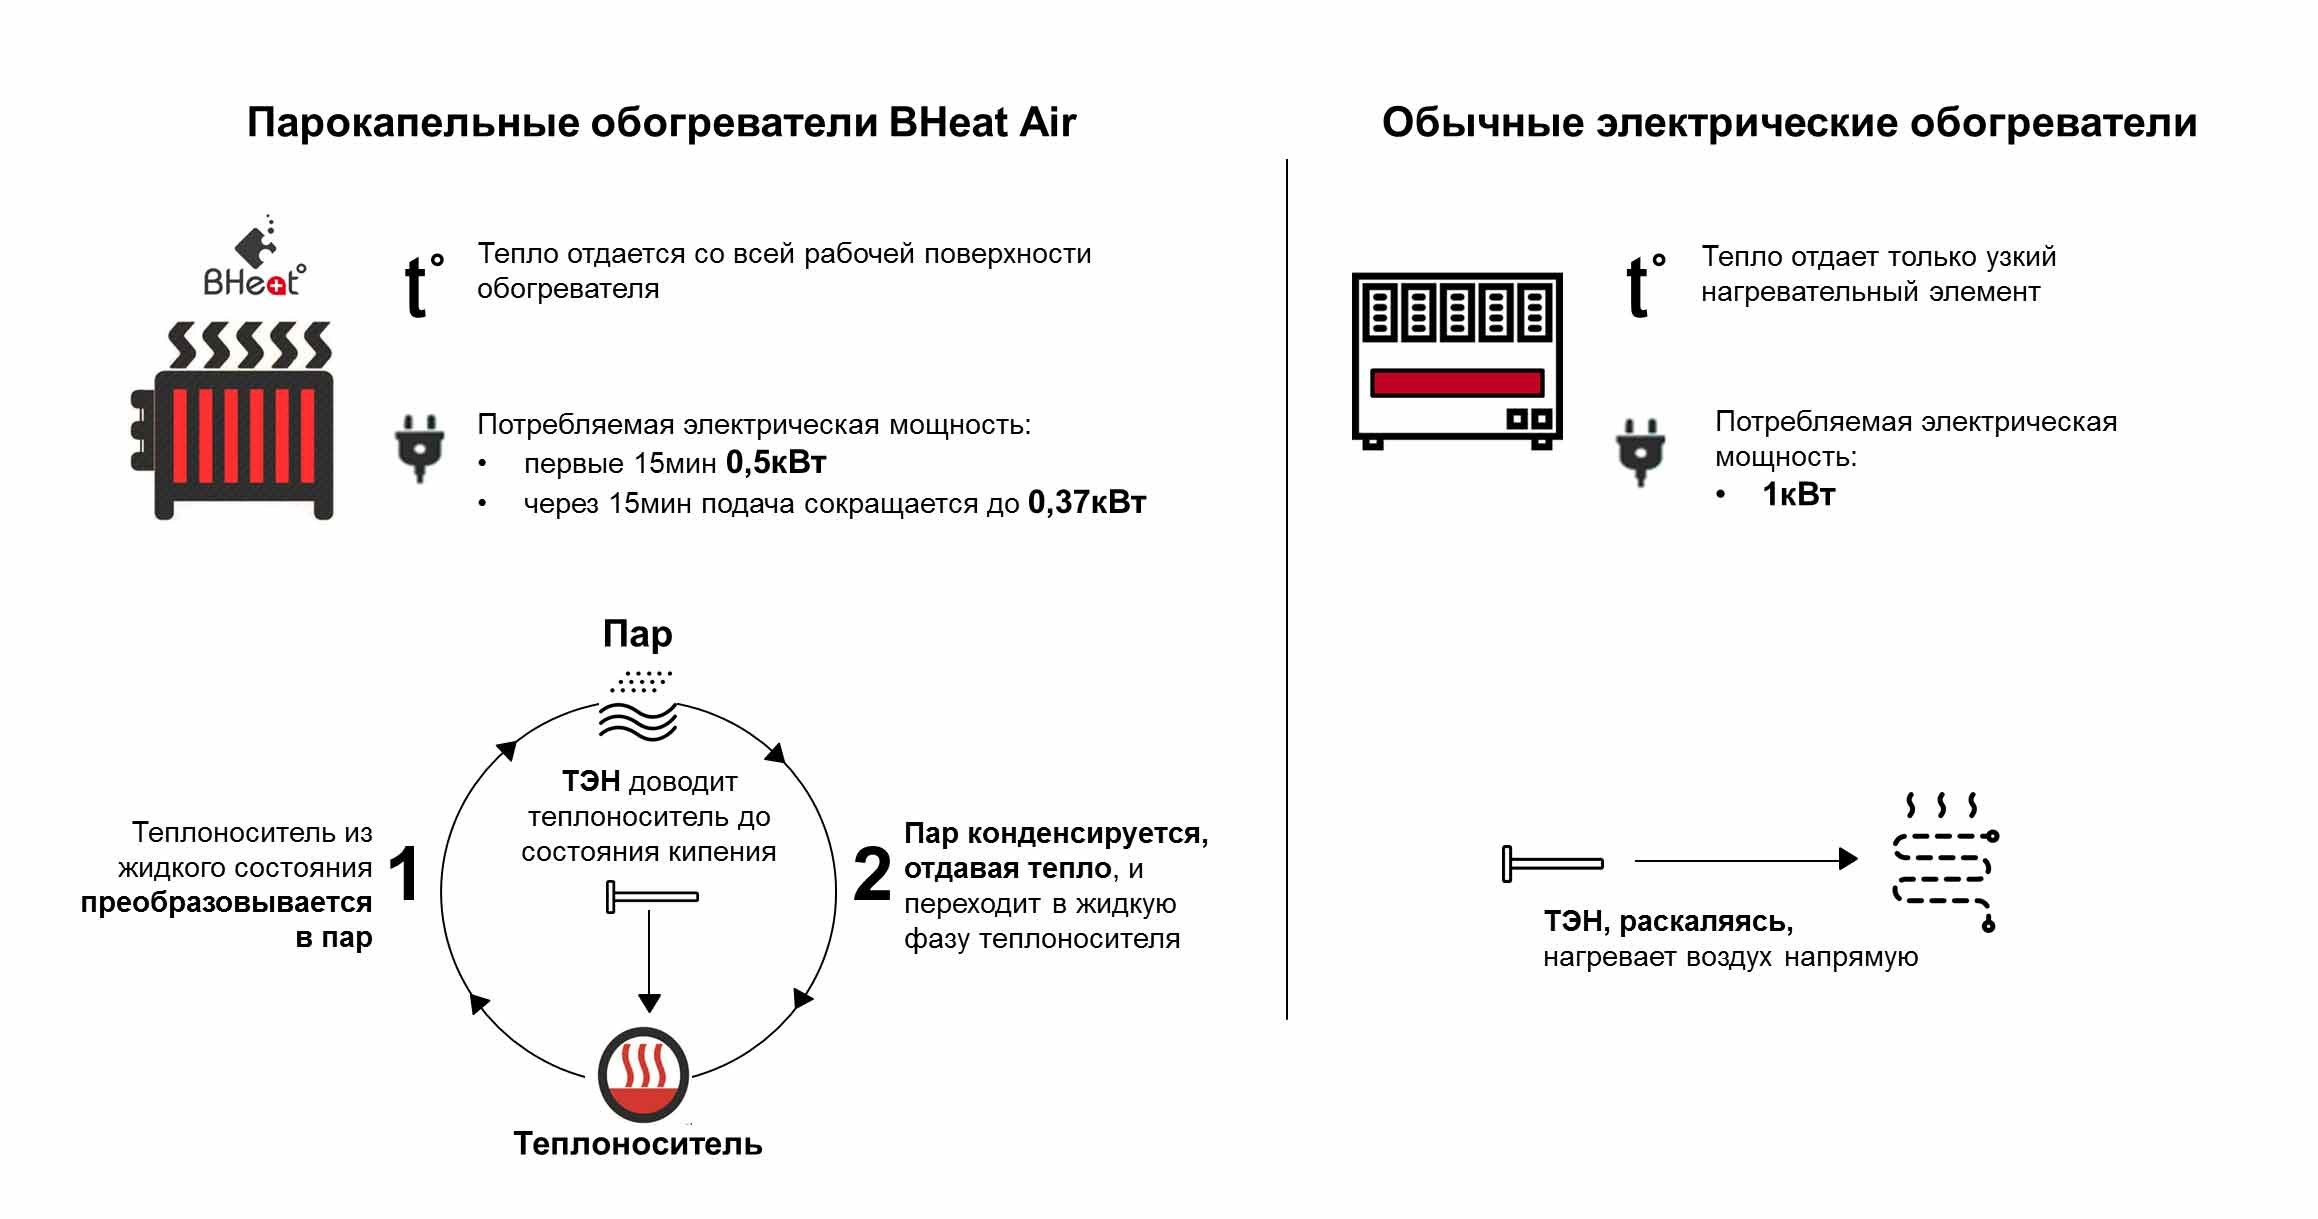 Парокапельные обогреватели BHeat Air
BHeat°
t°
Тепло отдается со всей рабочей поверхности
обогревателя
Потребляемая электрическая мощность:
• первые 15мин 0,5кВт
• через 15мин подача сокращается до 0,37кВт
Пар
ТЭН доводит
теплоноситель до
состояния кипения
Теплоноситель из
жидкого состояния
преобразовывается
в пар
1
2
Пар конденсируется,
отдавая тепло, и
переходит в жидкую
фазу теплоносителя
Теплоноситель
Обычные электрические обогреватели
t°
Тепло отдает только узкий
нагревательный элемент
Потребляемая электрическая
мощность:
• 1кВт
ТЭН, раскаляясь,
нагревает воздух напрямую